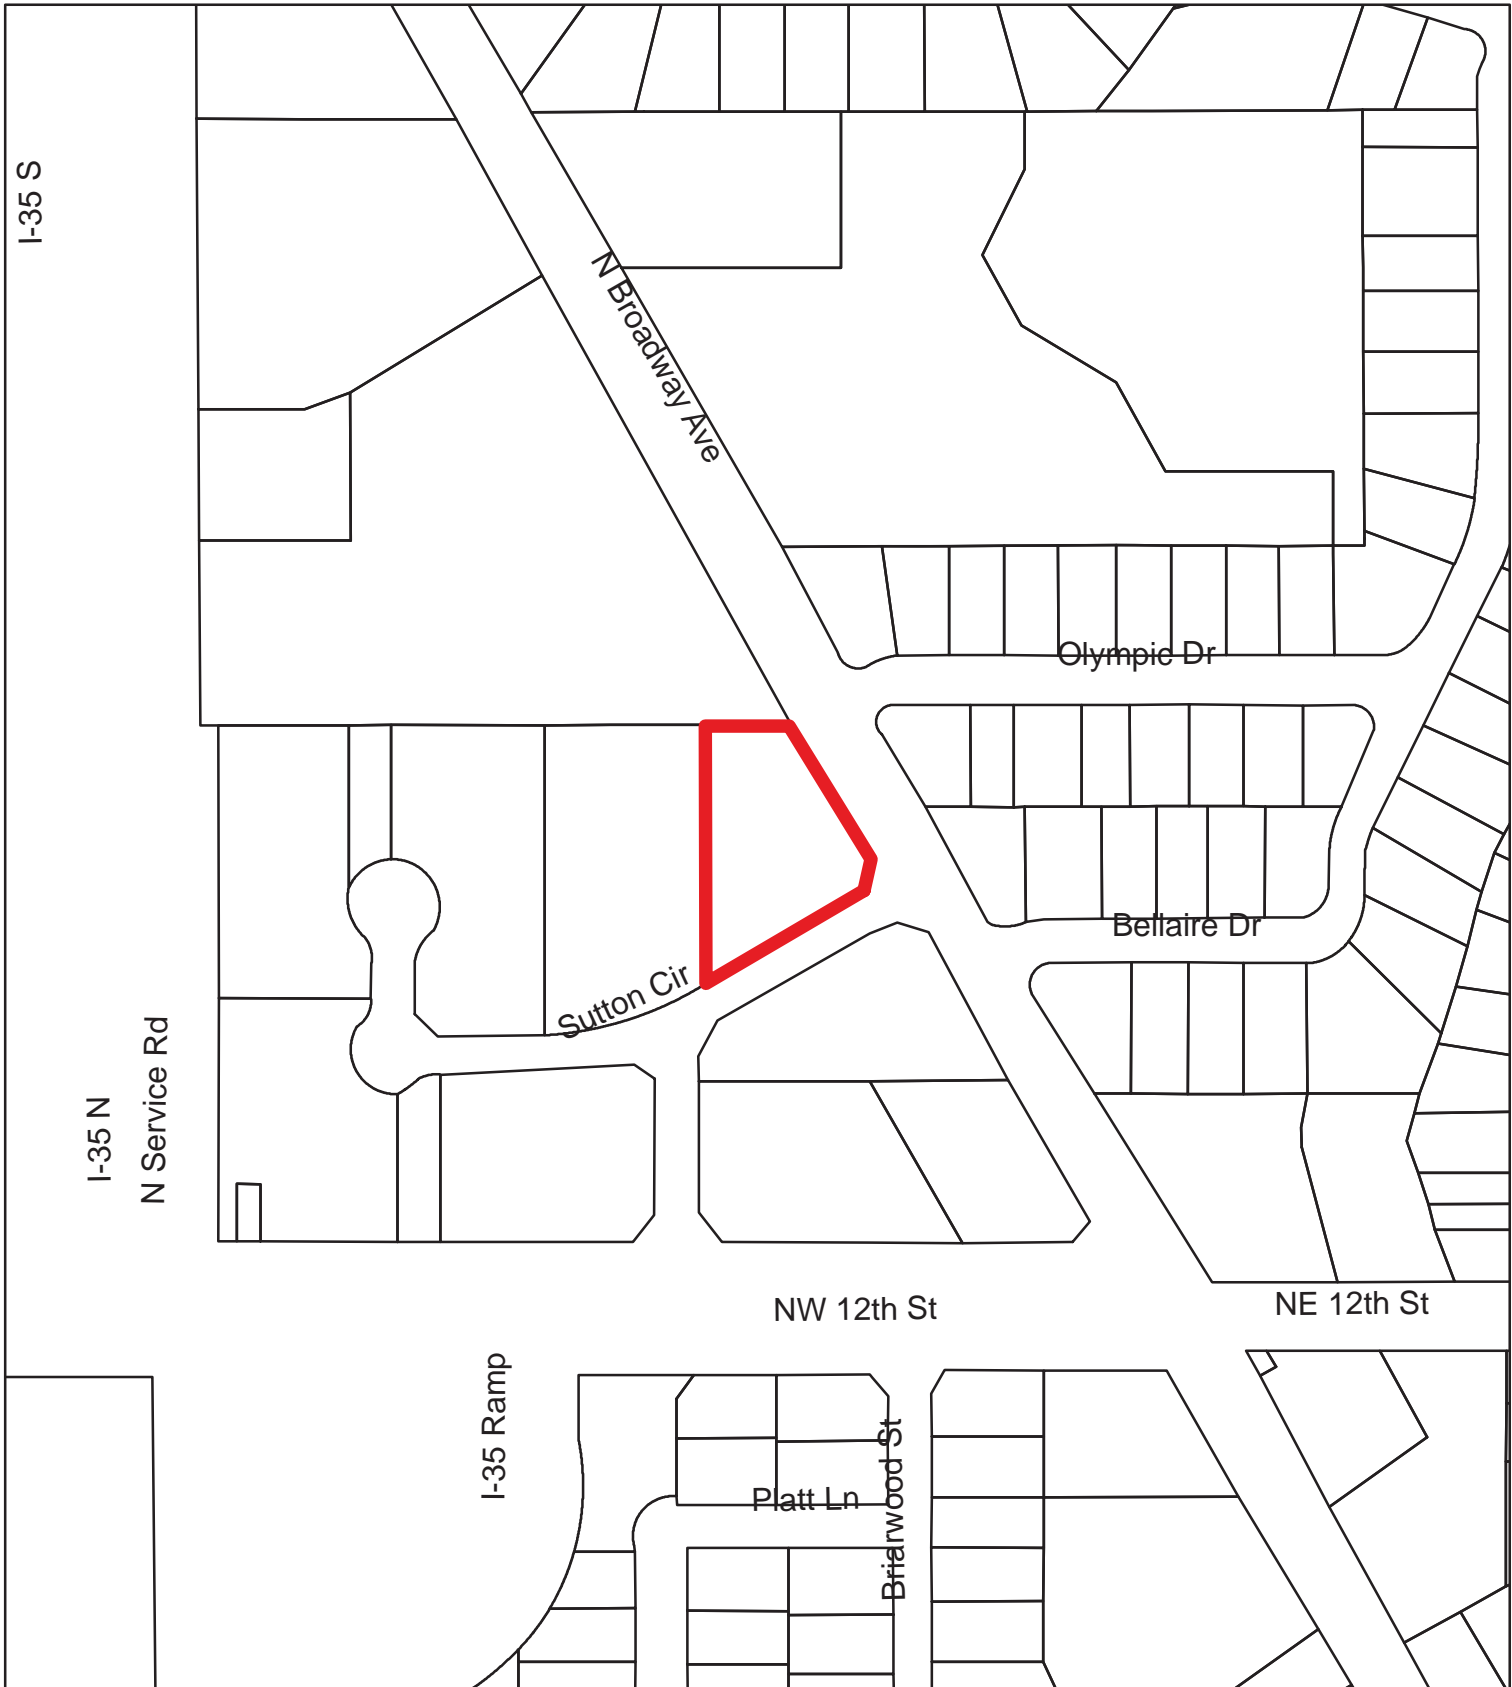 I-35 S
N Broadway Ave
Olympic Dr
Bellaire Dr
Sutton Cir
I-35 N
N Service Rd
NW 12th St
NE 12th St
I-35 Ramp
Briarwood St
Platt Ln